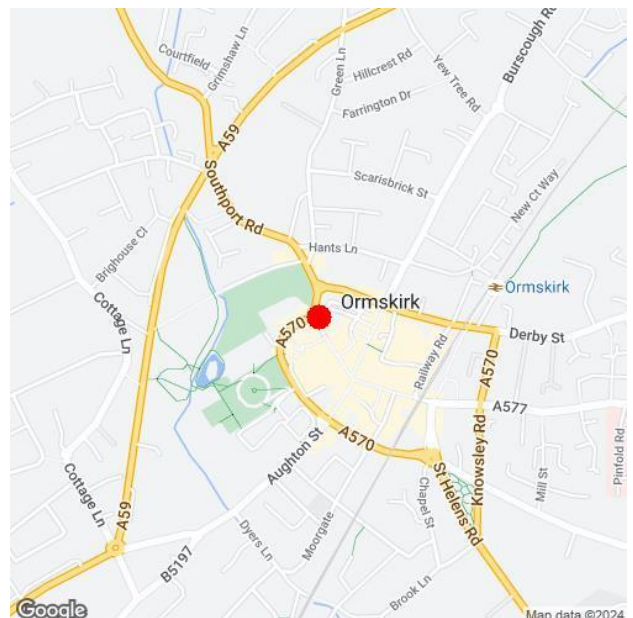 Courtfield
Grimshaw Ln
Green Ln
Hillcrest Rd
Yew Tree Rd
Burscough Rd
Farrington Dr
A59
Southport Rd
Scarisbrick St
New Ct Way
Hants Ln
Brighouse Cl
Cottage Ln
Ormskirk
Ormskirk
A570
Derby St
Railway Rd
A570
A577
Knowsley Rd
Pinfold Rd
A570
Aughton St
St Helens Rd
Mill St
Cottage Ln
A59
Chapel St
Moorgate
Dyers Ln
B5197
Brook Ln
Google
Map data ©2024